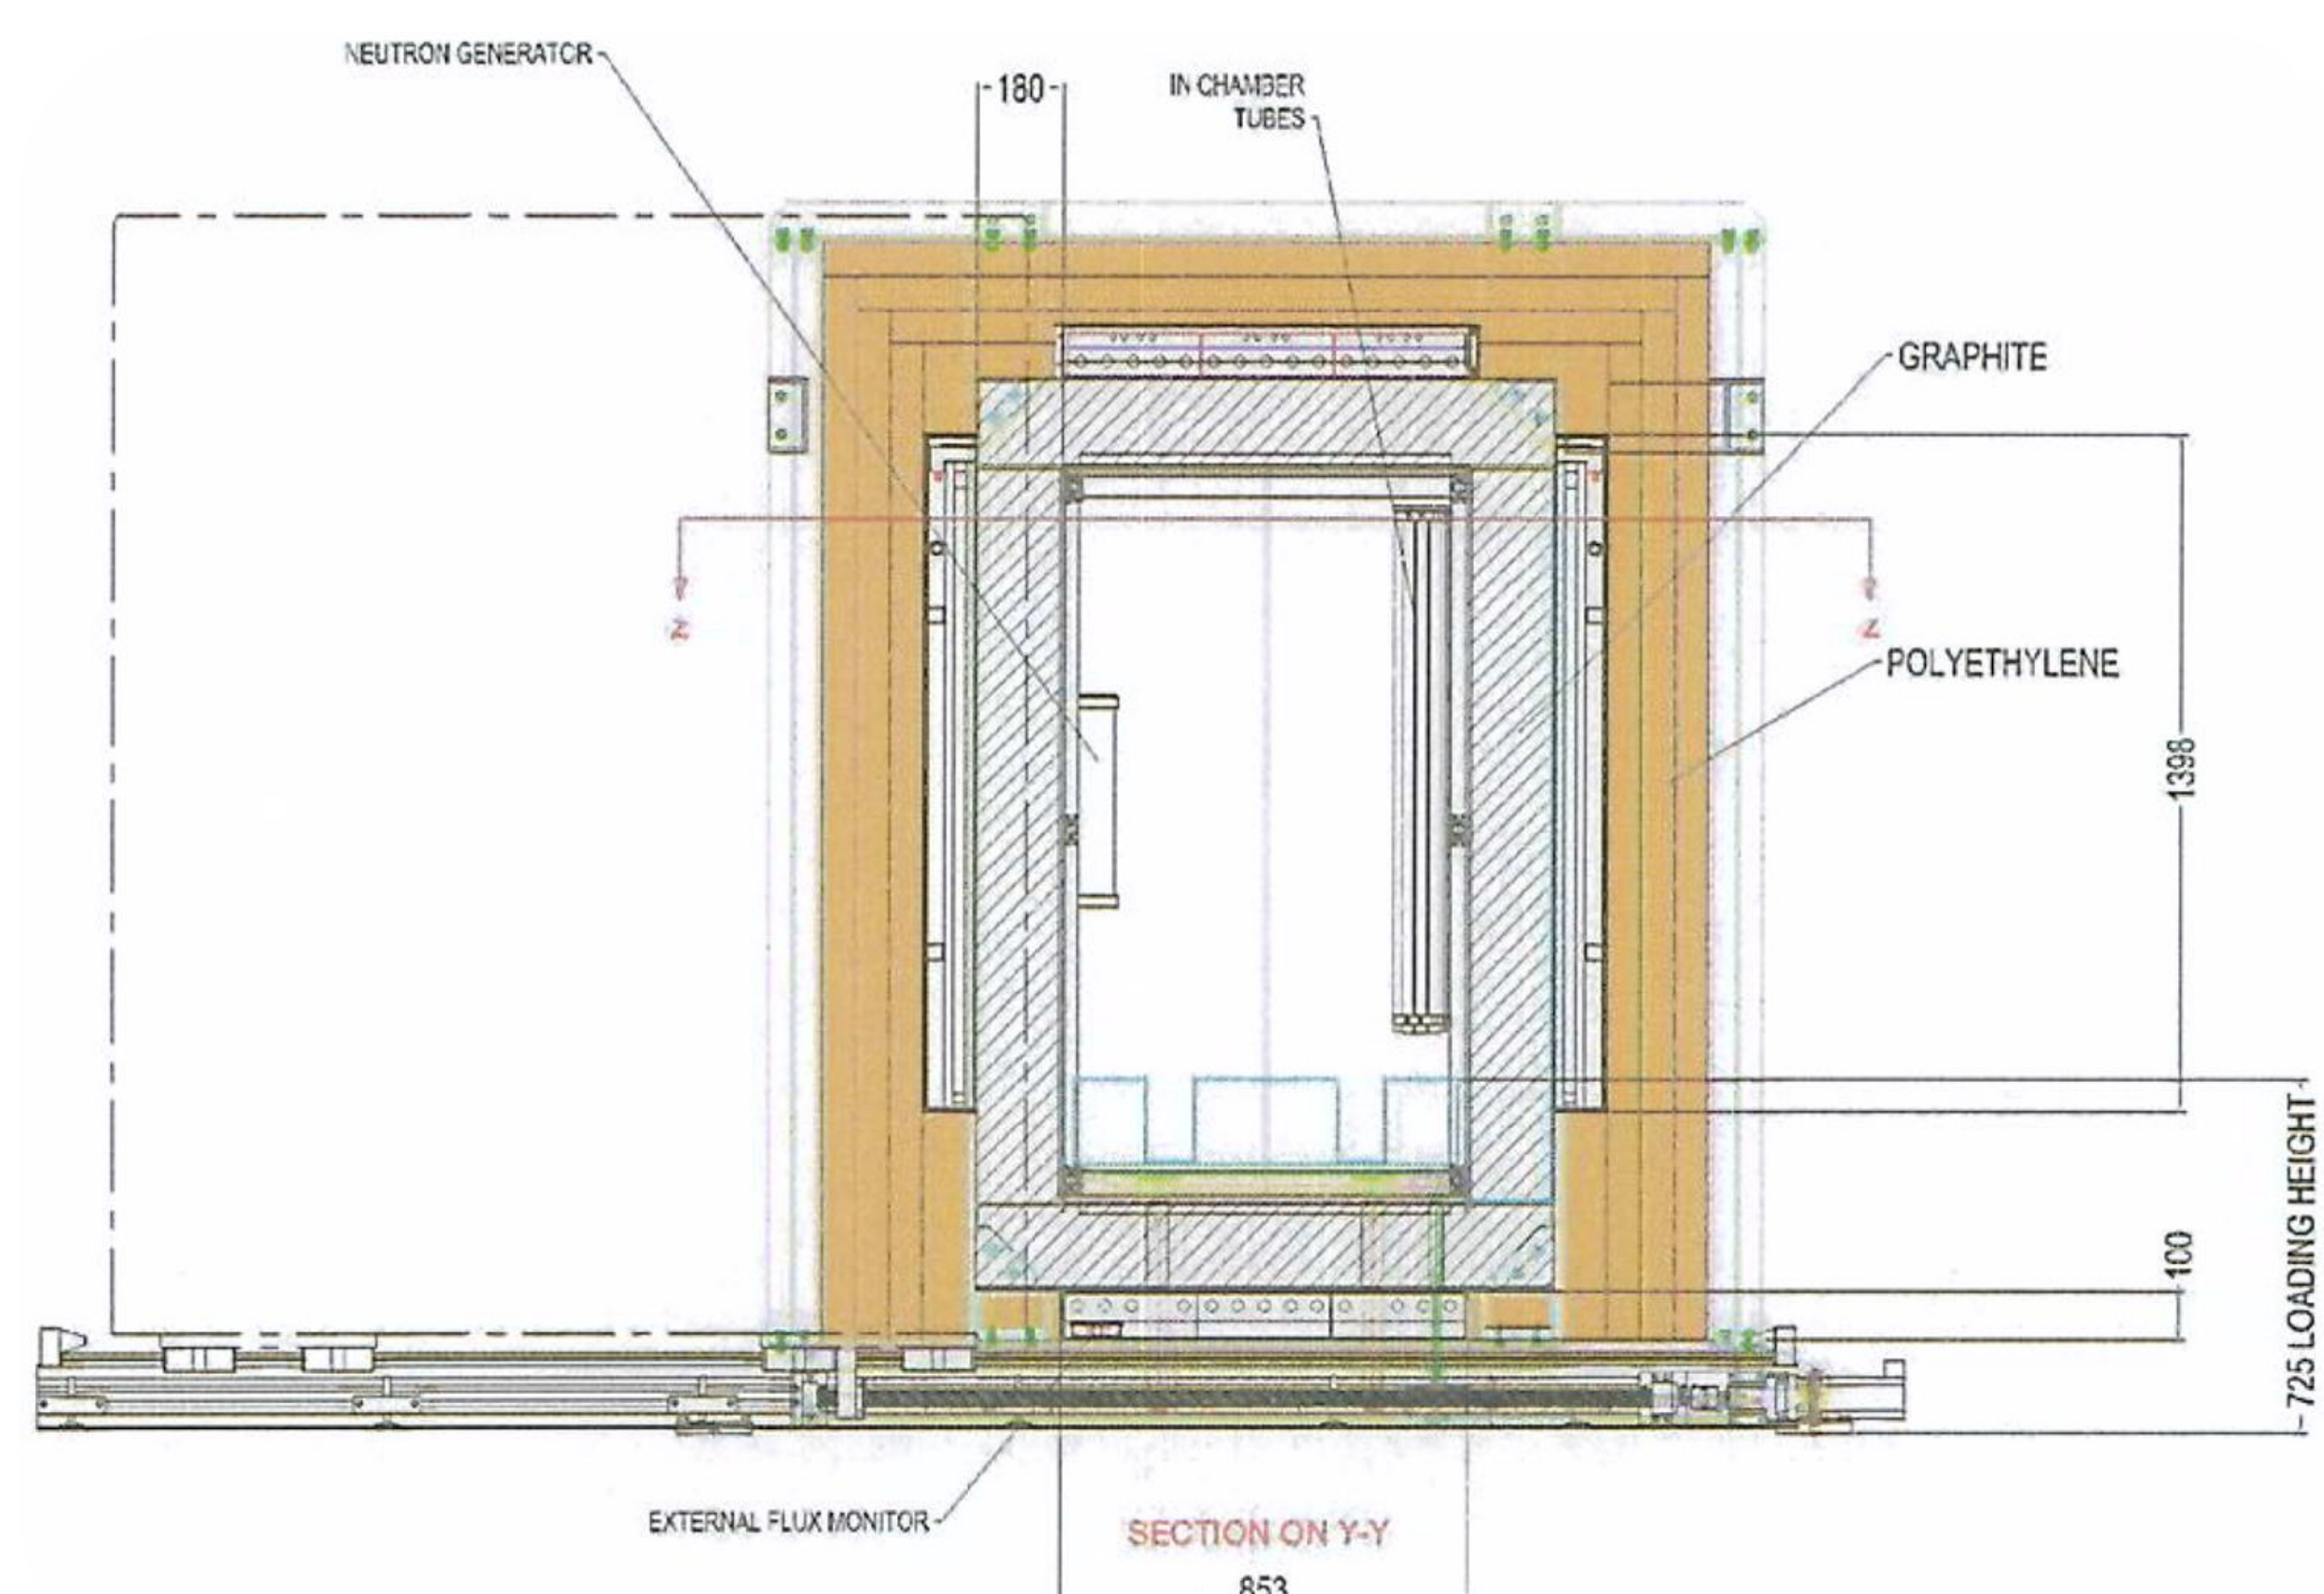 NEUTRON GENERATOR
180
IN CHAMBER
TUBES
GRAPHITE
Z
Z
POLYETHYLENE
1398
725 LOADING HEIGHT
100
EXTERNAL FLUX MONITOR
SECTION ON Y-Y
853